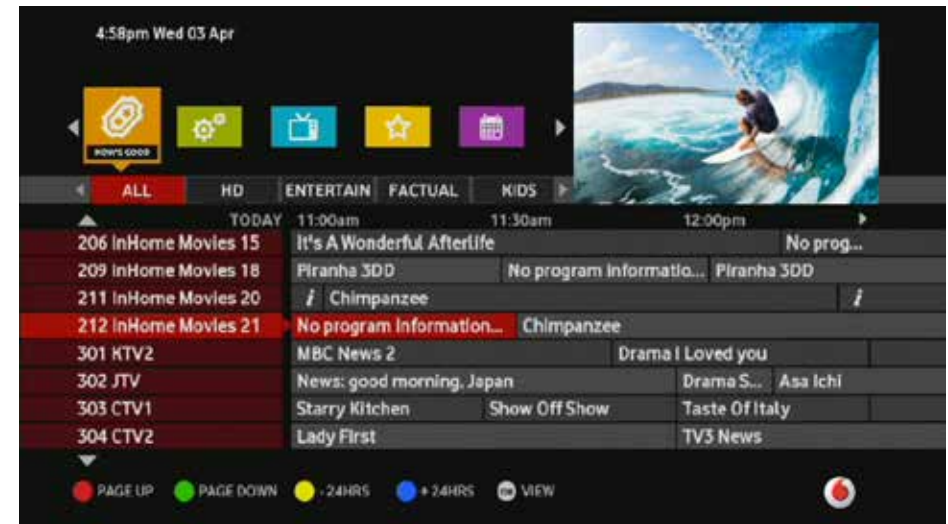 4:58pm Wed 03 Apr
NOW'S GOOD
ALL HD ENTERTAIN FACTUAL KIDS
TODAY 11:00am 11:30am 12:00pm
206 InHome Movies 15 It's A Wonderful Afterlife No prog...
209 InHome Movies 18 Piranha 3DD No program informatio... Piranha 3DD
211 InHome Movies 20 i Chimpanzee i
212 InHome Movies 21 No program information... Chimpanzee
301 KTV2 MBC News 2 Drama I Loved you
302 JTV News: good morning, Japan Drama S... Asa Ichi
303 CTV1 Starry Kitchen Show Off Show Taste Of Italy
304 CTV2 Lady First TV3 News
PAGE UP PAGE DOWN -24HRS +24HRS VIEW